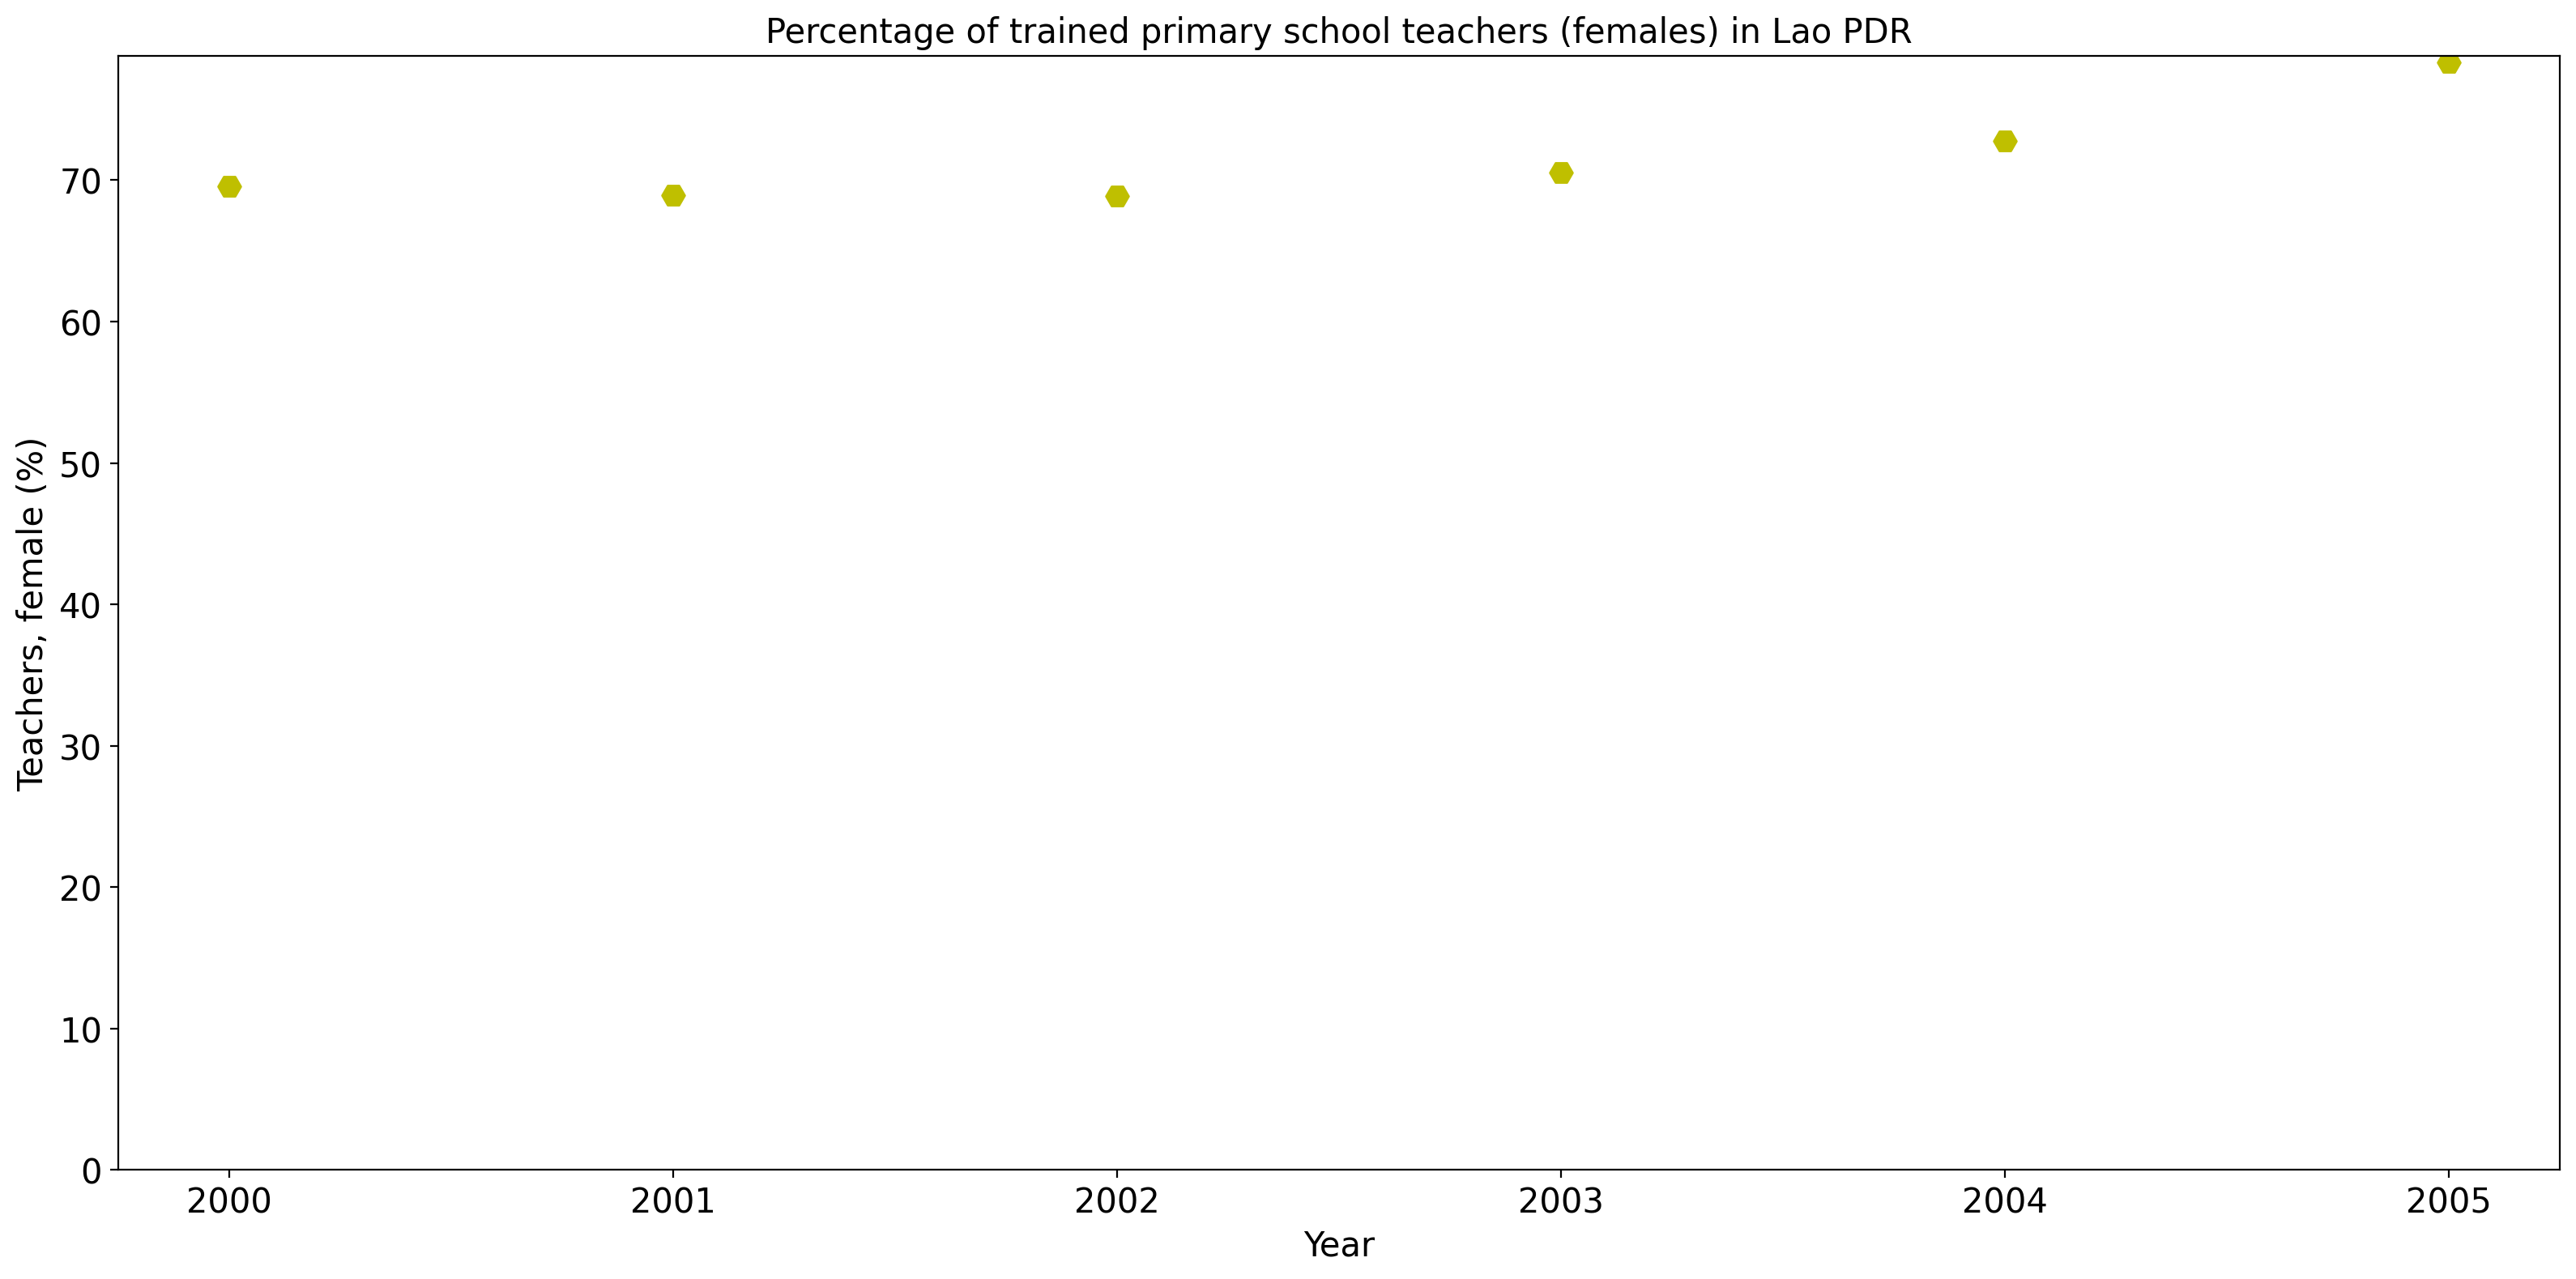 Percentage of trained primary school teachers (females) in Lao PDR
Teachers, female (%)
70
60
50
40
30
20
10
0
2000 2001 2002 2003 2004 2005
Year